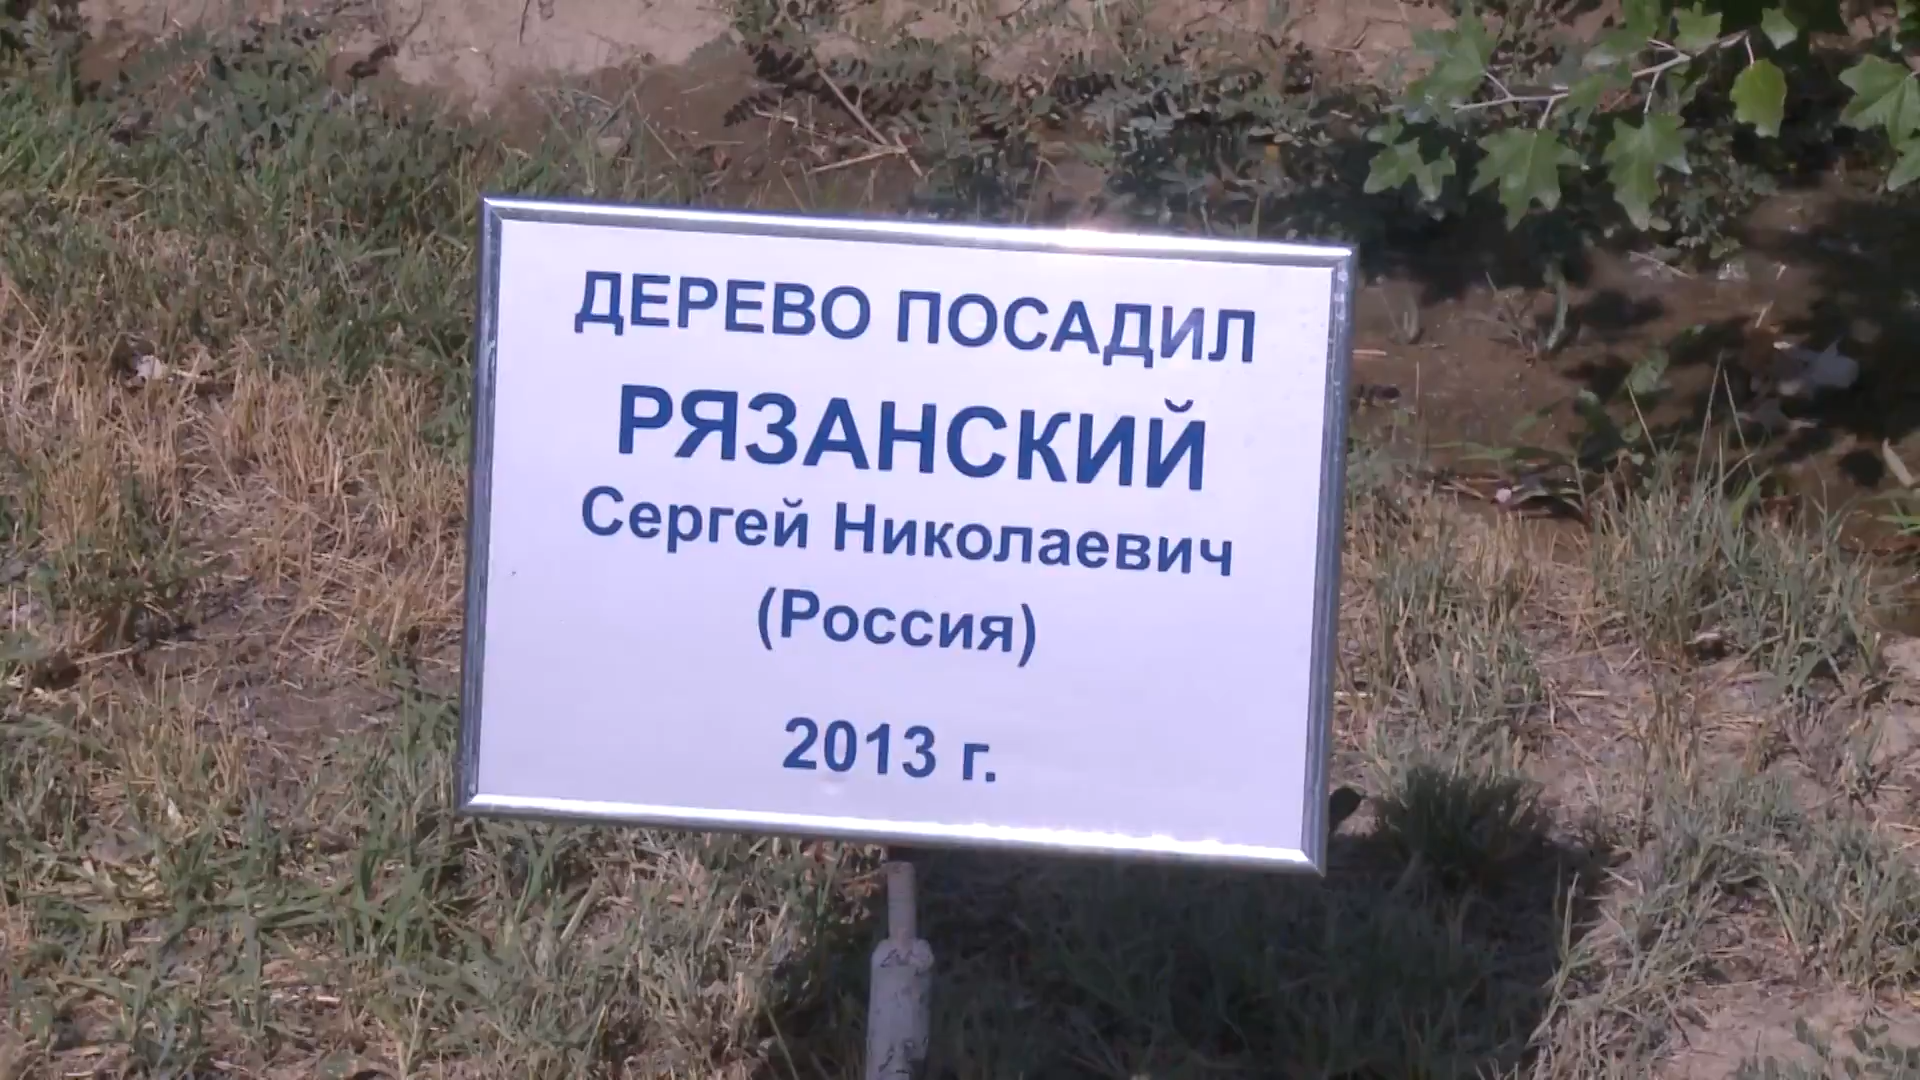 ДЕРЕВО ПОСАДИЛ
РЯЗАНСКИЙ
Сергей Николаевич
(Россия)
2013 г.